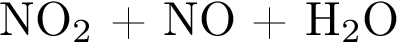 NO₂ + NO + H₂O